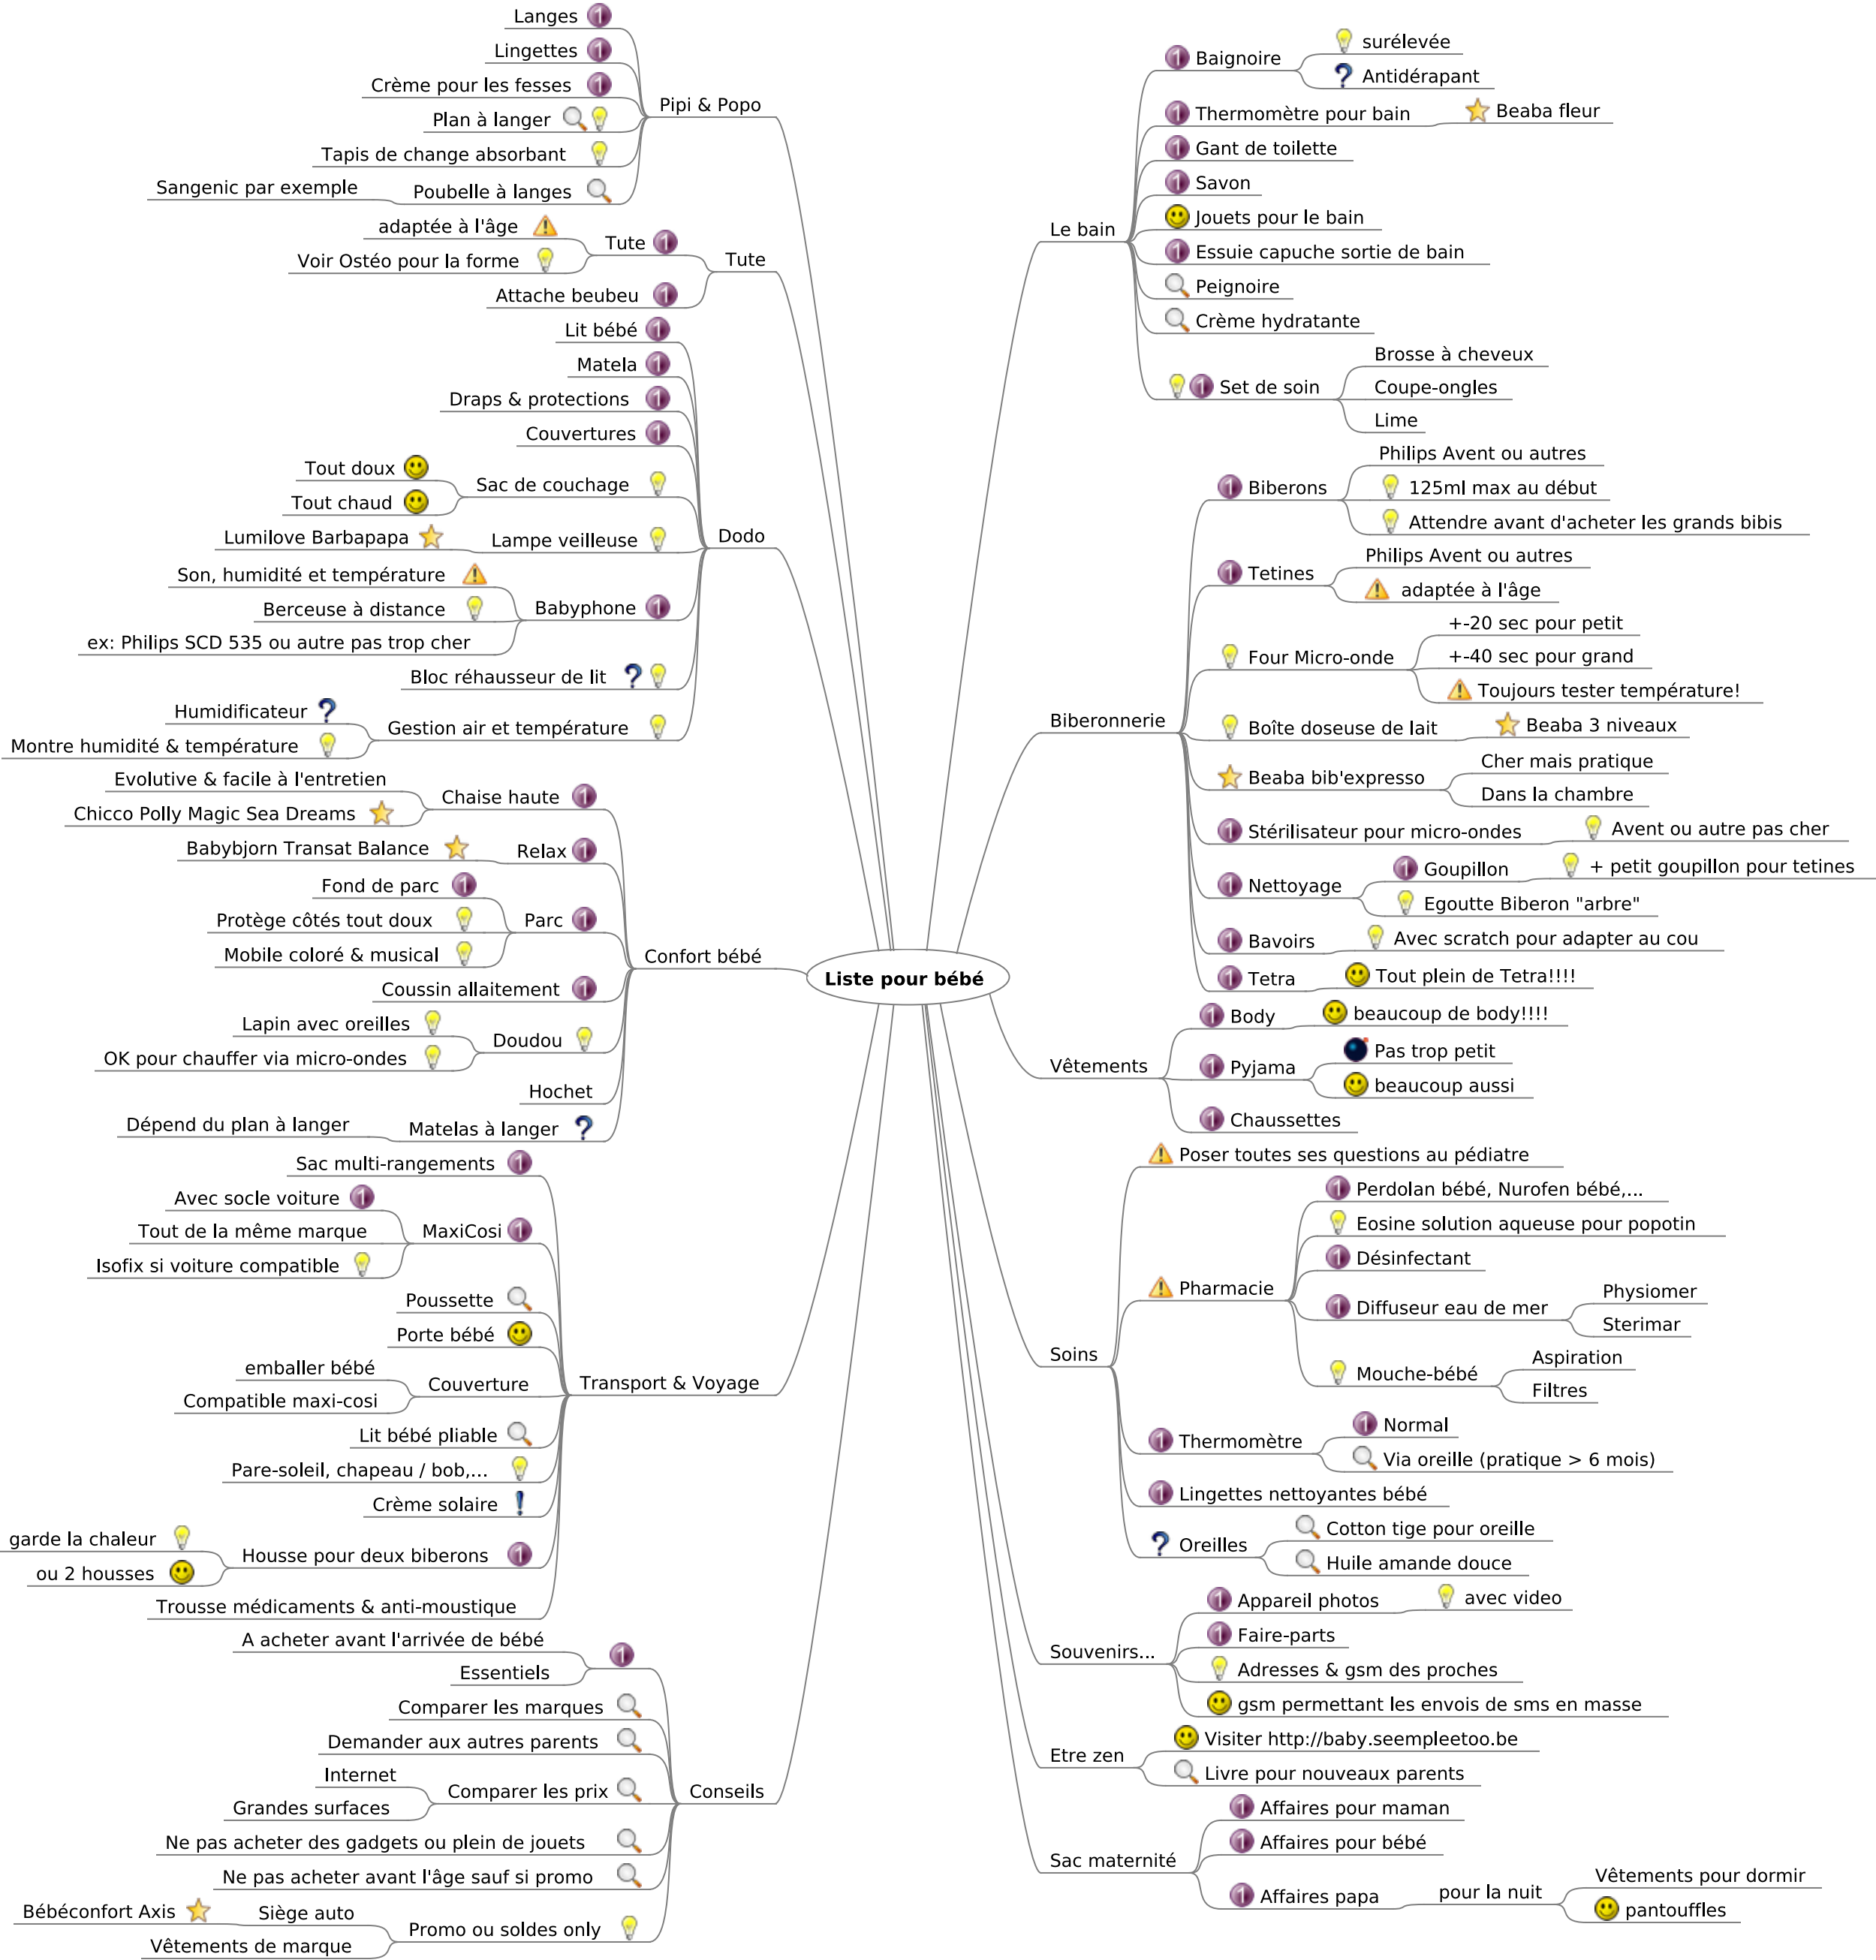 Liste pour bébé
Pipi & Popo
Langes
Lingettes
Crème pour les fesses
Plan à langer
Tapis de change absorbant
Poubelle à langes
Sangenic par exemple
Tute
Tute
adaptée à l'âge
Voir Ostéo pour la forme
Attache beubeu
Dodo
Lit bébé
Matela
Draps & protections
Couvertures
Sac de couchage
Tout doux
Tout chaud
Lampe veilleuse
Lumilove Barbapapa
Babyphone
Son, humidité et température
Berceuse à distance
ex: Philips SCD 535 ou autre pas trop cher
Bloc réhausseur de lit
Gestion air et température
Humidificateur
Montre humidité & température
Confort bébé
Chaise haute
Evolutive & facile à l'entretien
Chicco Polly Magic Sea Dreams
Relax
Babybjorn Transat Balance
Parc
Fond de parc
Protège côtés tout doux
Mobile coloré & musical
Coussin allaitement
Doudou
Lapin avec oreilles
OK pour chauffer via micro-ondes
Hochet
Matelas à langer
Dépend du plan à langer
Transport & Voyage
Sac multi-rangements
MaxiCosi
Avec socle voiture
Tout de la même marque
Isofix si voiture compatible
Poussette
Porte bébé
Couverture
emballer bébé
Compatible maxi-cosi
Lit bébé pliable
Pare-soleil, chapeau / bob,...
Crème solaire
Housse pour deux biberons
garde la chaleur
ou 2 housses
Trousse médicaments & anti-moustique
Conseils
1
A acheter avant l'arrivée de bébé
Essentiels
Comparer les marques
Demander aux autres parents
Comparer les prix
Internet
Grandes surfaces
Ne pas acheter des gadgets ou plein de jouets
Ne pas acheter avant l'âge sauf si promo
Promo ou soldes only
Siège auto
Bébéconfort Axis
Vêtements de marque
Le bain
Baignoire
surélevée
Antidérapant
Thermomètre pour bain
Beaba fleur
Gant de toilette
Savon
Jouets pour le bain
Essuie capuche sortie de bain
Peignoire
Crème hydratante
Set de soin
Brosse à cheveux
Coupe-ongles
Lime
Biberonnerie
Biberons
Philips Avent ou autres
125ml max au début
Attendre avant d'acheter les grands bibis
Tetines
Philips Avent ou autres
adaptée à l'âge
Four Micro-onde
+-20 sec pour petit
+-40 sec pour grand
Toujours tester température!
Boîte doseuse de lait
Beaba 3 niveaux
Beaba bib'expresso
Cher mais pratique
Dans la chambre
Stérilisateur pour micro-ondes
Avent ou autre pas cher
Nettoyage
Goupillon
+ petit goupillon pour tetines
Egoutte Biberon "arbre"
Bavoirs
Avec scratch pour adapter au cou
Tetra
Tout plein de Tetra!!!!
Vêtements
Body
beaucoup de body!!!!
Pyjama
Pas trop petit
beaucoup aussi
Chaussettes
Soins
Poser toutes ses questions au pédiatre
Pharmacie
Perdolan bébé, Nurofen bébé,...
Eosine solution aqueuse pour popotin
Désinfectant
Diffuseur eau de mer
Physiomer
Sterimar
Mouche-bébé
Aspiration
Filtres
Thermomètre
Normal
Via oreille (pratique > 6 mois)
Lingettes nettoyantes bébé
Oreilles
Cotton tige pour oreille
Huile amande douce
Souvenirs...
Appareil photos
avec video
Faire-parts
Adresses & gsm des proches
gsm permettant les envois de sms en masse
Etre zen
Visiter http://baby.seempleetoo.be
Livre pour nouveaux parents
Sac maternité
Affaires pour maman
Affaires pour bébé
Affaires papa
pour la nuit
Vêtements pour dormir
pantouffles